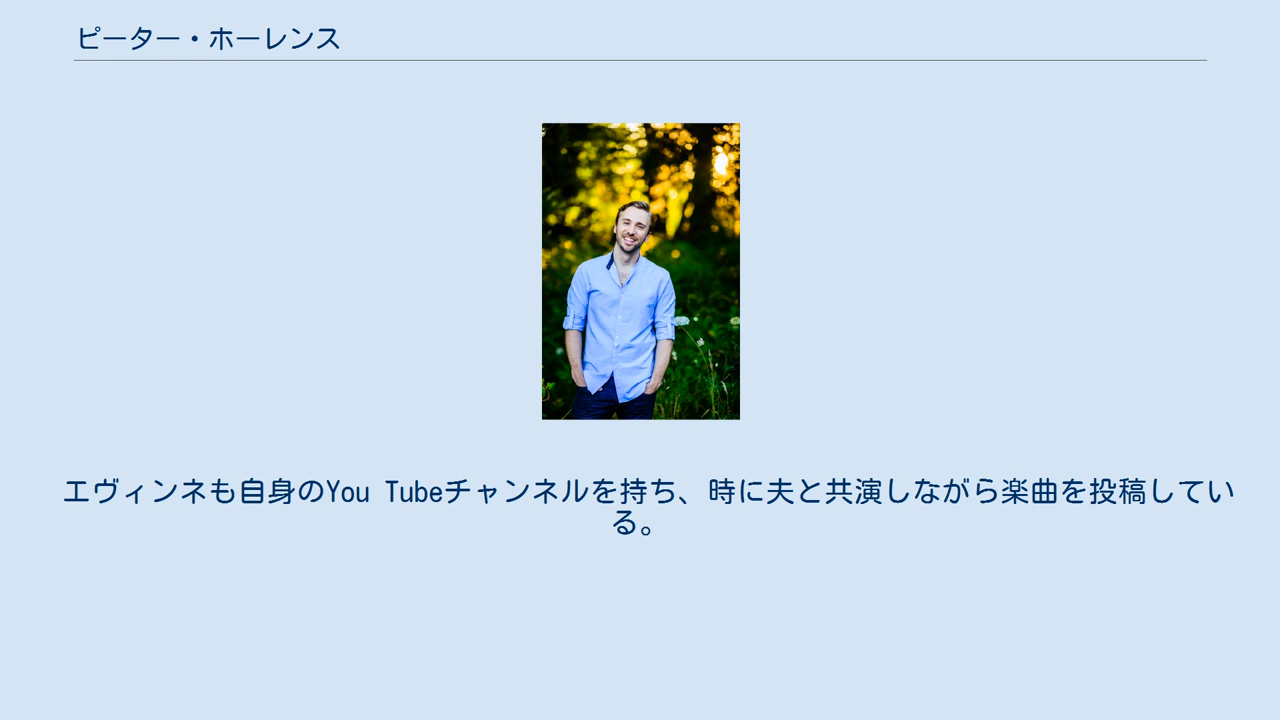 ピーター・ホーレンス
エヴィンネも自身のYou Tubeチャンネルを持ち、時に夫と共演しながら楽曲を投稿してい
る。